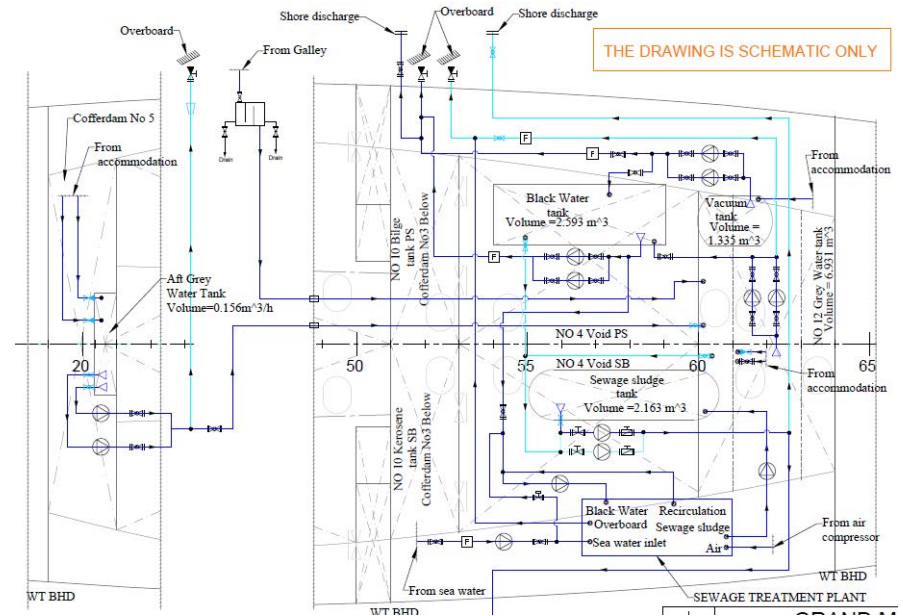 Overboard
Shore discharge
Overboard
Shore discharge
THE DRAWING IS SCHEMATIC ONLY
From Galley
Cofferdam No 5
From
accommodation
Drain
Drain
F
F
From
accommodation
Black Water
tank
Volume =2.593 m^3
Vacuum
tank
Volume =
1.335 m^3
NO 10 Bilge
tank PS
Cofferdam No3 Below
F
NO 12 Grey Water tank
Volume = 6.931 m^3
Aft Grey
Water Tank
Volume=0.156m^3/h
NO 4 Void PS
20
50
55
60
65
NO 4 Void SB
Sewage sludge
tank
Volume =2.163 m^3
From
accommodation
NO 10 Kerosene
tank SB
Cofferdam No3 Below
Black Water
Recirculation
Overboard
Sewage sludge
Sea water inlet
Air
F
From air
compressor
From sea water
WT BHD
WT BHD
WT BHD
SEWAGE TREATMENT PLANT
GRAND M